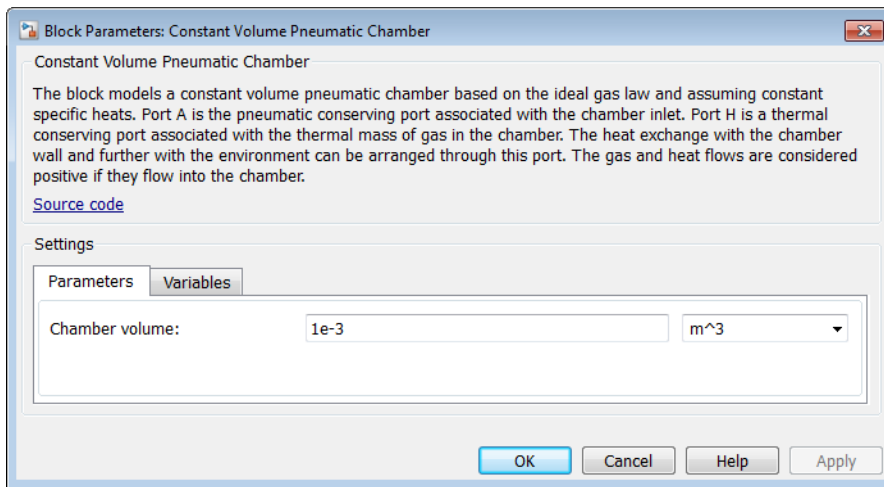 Block Parameters: Constant Volume Pneumatic Chamber
Constant Volume Pneumatic Chamber
The block models a constant volume pneumatic chamber based on the ideal gas law and assuming constant
specific heats. Port A is the pneumatic conserving port associated with the chamber inlet. Port H is a thermal
conserving port associated with the thermal mass of gas in the chamber. The heat exchange with the chamber
wall and further with the environment can be arranged through this port. The gas and heat flows are considered
positive if they flow into the chamber.
Source code
Settings
Parameters Variables
Chamber volume: 1e-3 m^3
OK Cancel Help Apply